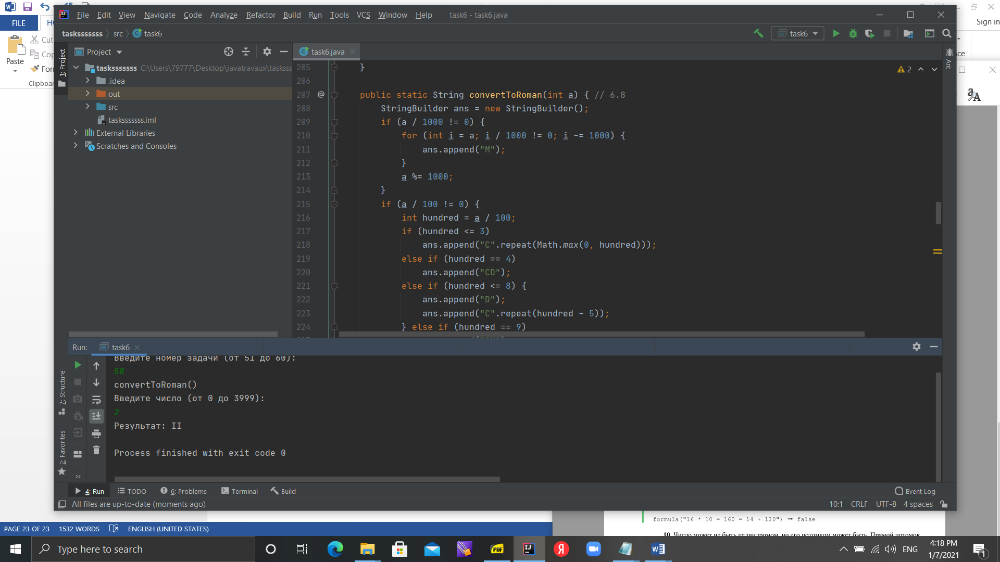 FILE
HO
Sign in
Cut
Cop
Paste
Form
Clipboar
File Edit View Navigate Code Analyze Refactor Build Run Tools VCS Window Help task6 - task6.java
tasksssssss src task6
task6
1: Project
Project
task6.java
Ant
tasksssssss C:\Users\79777\Desktop\javatravaux\tasksss
.idea
out
src
tasksssssss.iml
External Libraries
Scratches and Consoles
2
205 }
206
207 @ public static String convertToRoman(int a) { // 6.8
208 StringBuilder ans = new StringBuilder();
209 if (a / 1000 != 0) {
210 for (int i = a; i / 1000 != 0; i -= 1000) {
211 ans.append("M");
212 }
213 a %= 1000;
214 }
215 if (a / 100 != 0) {
216 int hundred = a / 100;
217 if (hundred <= 3)
218 ans.append("C".repeat(Math.max(0, hundred)));
219 else if (hundred == 4)
220 ans.append("CD");
221 else if (hundred <= 8) {
222 ans.append("D");
223 ans.append("C".repeat(hundred - 5));
224 } else if (hundred == 9)
Run: task6
Введите номер задачи (от 51 до 60):
58
convertToRoman()
Введите число (от 0 до 3999):
2
Результат: II
Process finished with exit code 0
7: Structure
2: Favorites
4: Run TODO 6: Problems Terminal Build
Event Log
All files are up-to-date (moments ago)
10:1 CRLF UTF-8 4 spaces
formula("16 * 10 = 160 = 14 + 120") ➞ false
10. Число может не быть палиндромом, но его потомком может быть. Прямой потомок
PAGE 23 OF 23 1532 WORDS ENGLISH (UNITED STATES)
Type here to search
PDF
IJ
Я
ENG
4:18 PM
1/7/2021
1